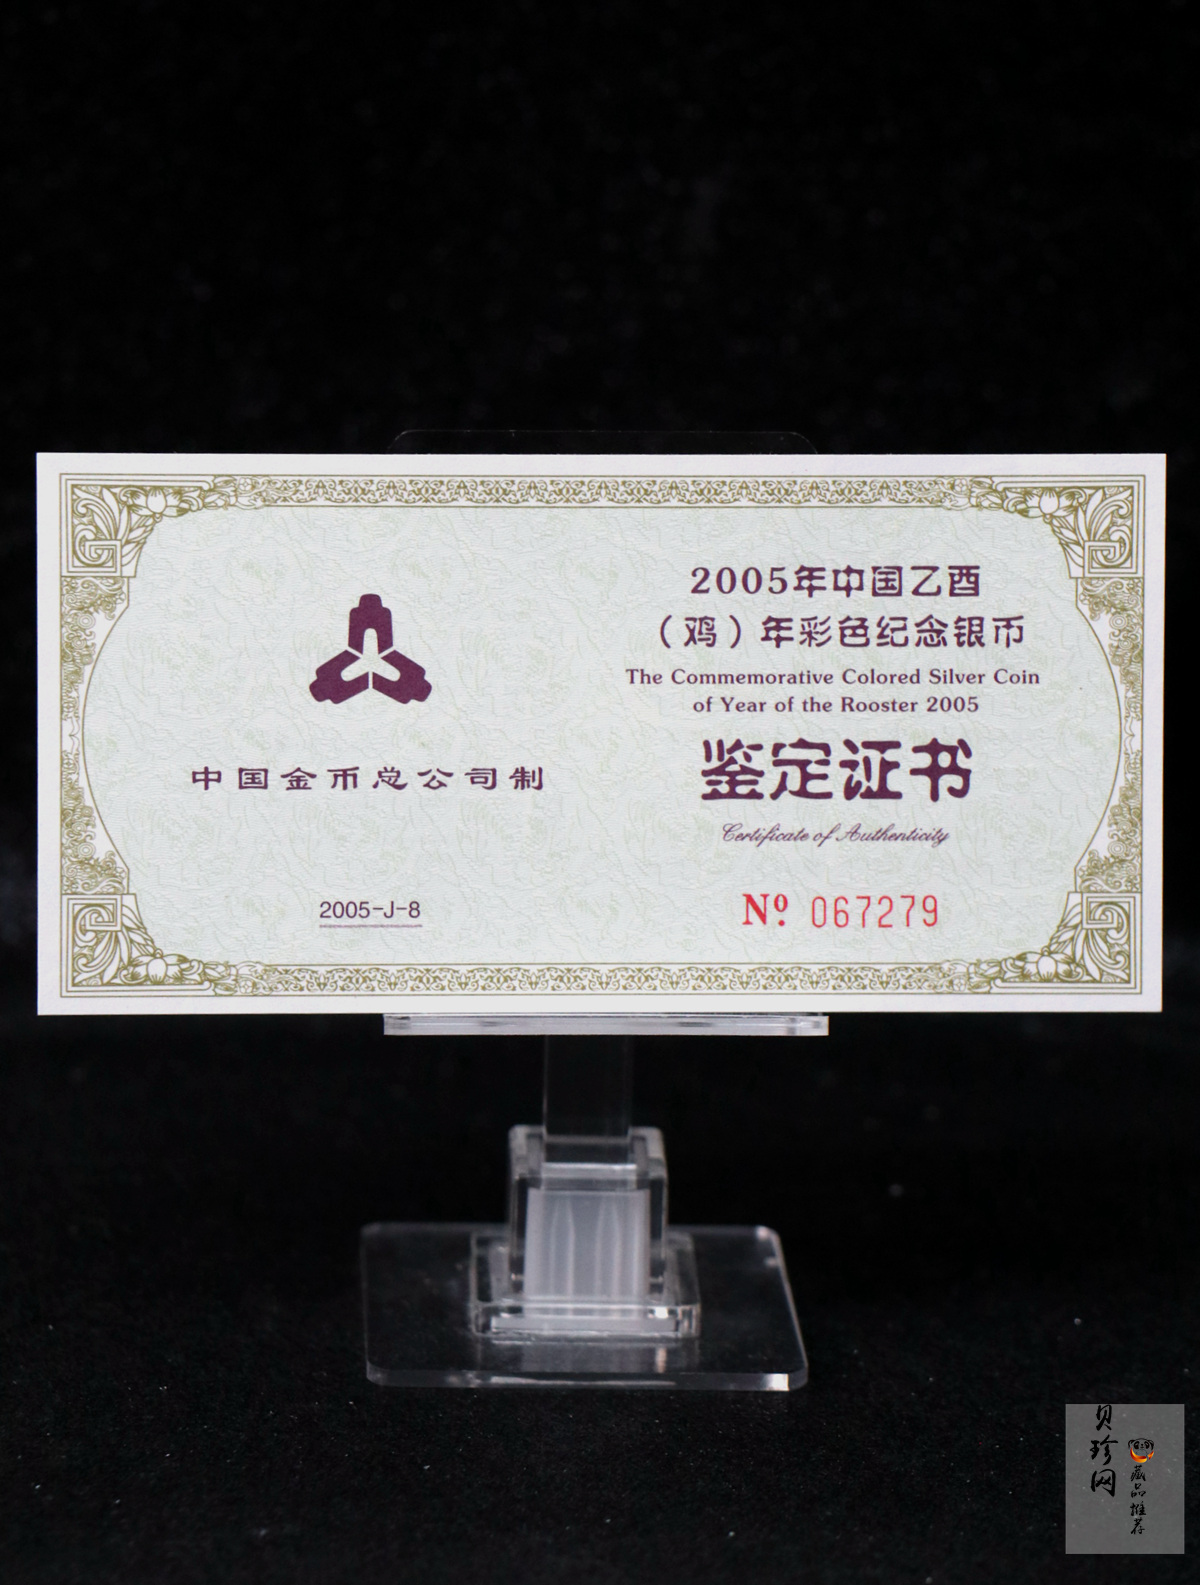 2005年中国乙酉
（鸡）年彩色纪念银币
The Commemorative Colored Silver Coin
of Year of the Rooster 2005
中国金币总公司制
鉴定证书
Certificate of Authenticity
2005-J-8
Nº 067279
贝珍网
藏品推荐